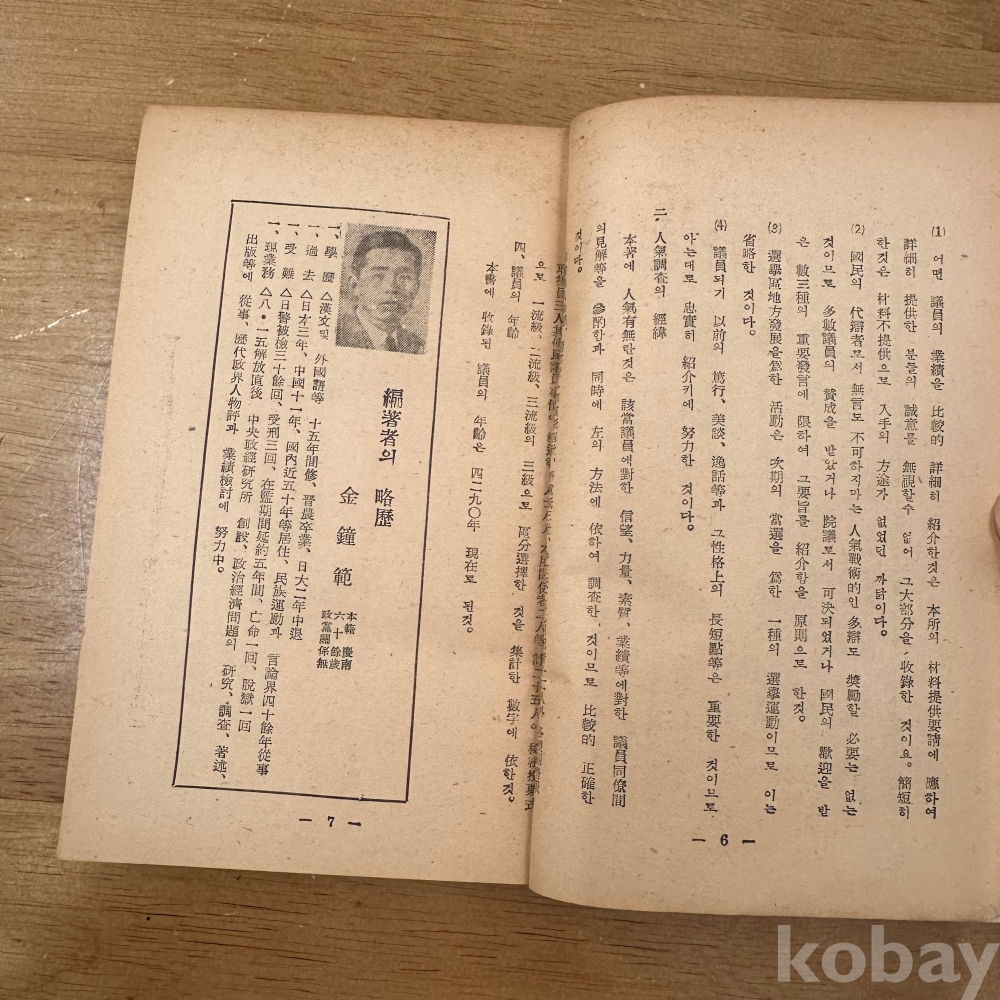 (1) 어떤 議員의 業績을 比較的 詳細히 紹介한것은 本所의 材料提供要請에 應하여
詳細히 提供한 분들의 誠意를 無視할수 없어 그大部分을 收錄한 것이요。簡短히
한것은 材料不提供으로 入手의 方途가 없었던 까닭이다。
(2) 國民의 代辯者로서 無言도 不可하지마는 人氣戰術的인 多辯도 奬勵할 必要는 없는
것이므로 多數議員의 贊成을 받았거나 院議로서 可決되었거나 國民의 歡迎을 받
은 數三種의 重要發言에 限하여 그要旨를 紹介함을 原則으로 한것。
(3) 選擧區地方發展을 爲한 活動은 次期의 當選을 爲한 一種의 選擧運動이므로 이는
省略한 것이다。
(4) 議員되기 以前의 篤行、美談、逸話等과 그性格上의 長短點等은 重要한 것이므로
아는대로 忠實히 紹介키에 努力한 것이다。
二、人氣調査의 經緯
本著에 人氣有無란것은 該當議員에對한 信望、力量、素質、業績等에對한 議員同僚間
의見解等을 參酌함과 同時에 左의 方法에 依하여 調査한 것이므로 比較的 正確한
것이다。
— 6 —
으로 一流級、二流級、三流級의 三級으로 區分選擇한 것을 集計한 數字에 依한것。
四、議員의 年齡
本書에 收錄된 議員의 年齡은 四二九〇年 現在로 된것。
編著者의 略歷
金鐘範
本籍 慶南
六十餘歲
政黨關係無
一、學歷 △漢文및 外國語等 十五年間修、晋農卒業、日大二年中退
一、過去 △日本三年、中國十一年、國內近五十年等居住、民族運動과 言論界四十餘年從事
一、受難 △日警被檢三十餘回、受刑三回、在監期間延約五年間、亡命一回、脫獄一回
一、現業務 △八•一五解放直後 中央政經硏究所 創設、政治經濟問題의 硏究、調査、著述、
出版等에 從事、歷代政界人物評과 業績檢討에 努力中。
— 7 —
kobay